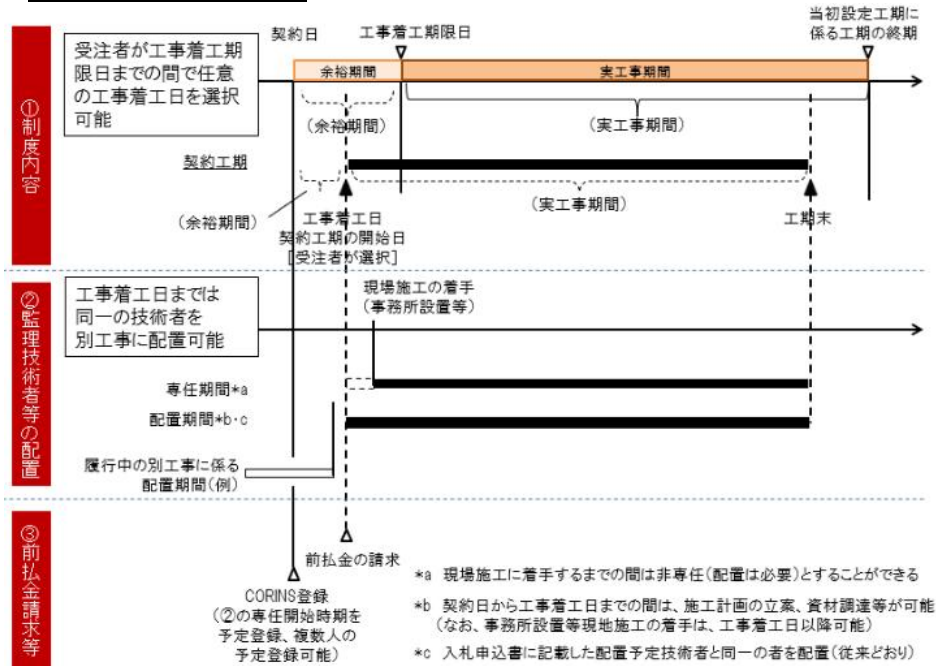 ①制度内容
受注者が工事着工期
限日までの間で任意
の工事着工日を選択
可能
契約日
工事着工期限日
当初設定工期に
係る工期の終期
余裕期間
実工事期間
(余裕期間)
(実工事期間)
契約工期
(余裕期間)
(実工事期間)
工事着工日
契約工期の開始日
[受注者が選択]
工期末
②監理技術者等の配置
工事着工日までは
同一の技術者を
別工事に配置可能
現場施工の着手
(事務所設置等)
専任期間*a
配置期間*b・c
履行中の別工事に係る
配置期間(例)
③前払金請求等
前払金の請求
CORINS登録
(②の専任開始時期を
予定登録、複数人の
予定登録可能)
*a 現場施工に着手するまでの間は非専任(配置は必要)とすることができる
*b 契約日から工事着工日までの間は、施工計画の立案、資材調達等が可能
(なお、事務所設置等現地施工の着手は、工事着工日以降可能)
*c 入札申込書に記載した配置予定技術者と同一の者を配置(従来どおり)